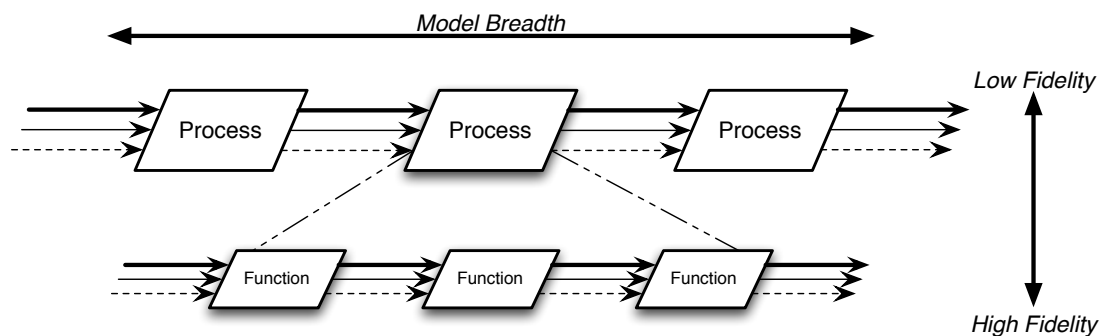 Model Breadth
Low Fidelity
Process
Process
Process
Function
Function
Function
High Fidelity